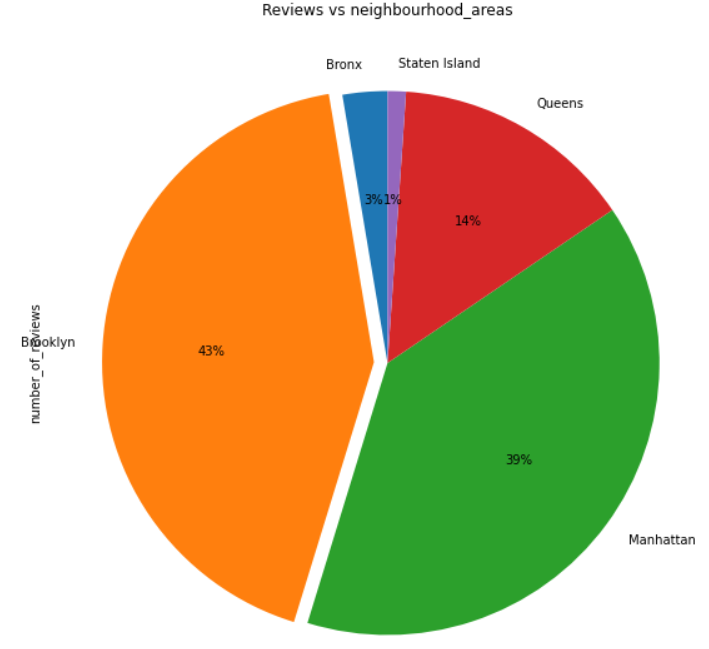 Reviews vs neighbourhood_areas
Bronx
Staten Island
Queens
3%
1%
14%
Brooklyn
number_of_reviews
43%
39%
Manhattan